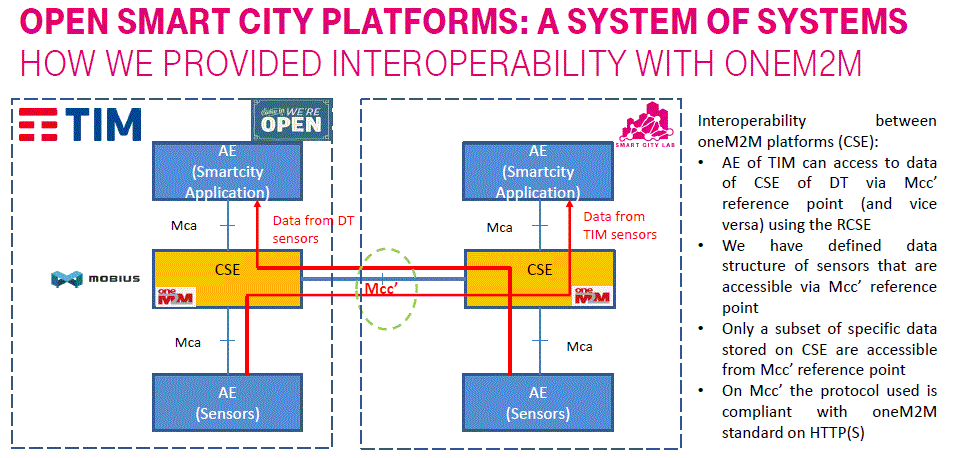 OPEN SMART CITY PLATFORMS: A SYSTEM OF SYSTEMS
HOW WE PROVIDED INTEROPERABILITY WITH ONEM2M
TIM
WE'RE
OPEN
AE
(Smartcity
Application)
Mca
Data from DT
sensors
MOBIUS
CSE
one
M2M
Mca
AE
(Sensors)
Mcc'
SMART CITY LAB
AE
(Smartcity
Application)
Mca
Data from
TIM sensors
CSE
one
M2M
Mca
AE
(Sensors)
Interoperability between
oneM2M platforms (CSE):
• AE of TIM can access to data
of CSE of DT via Mcc'
reference point (and vice
versa) using the RCSE
• We have defined data
structure of sensors that are
accessible via Mcc' reference
point
• Only a subset of specific data
stored on CSE are accessible
from Mcc' reference point
• On Mcc' the protocol used is
compliant with oneM2M
standard on HTTP(S)